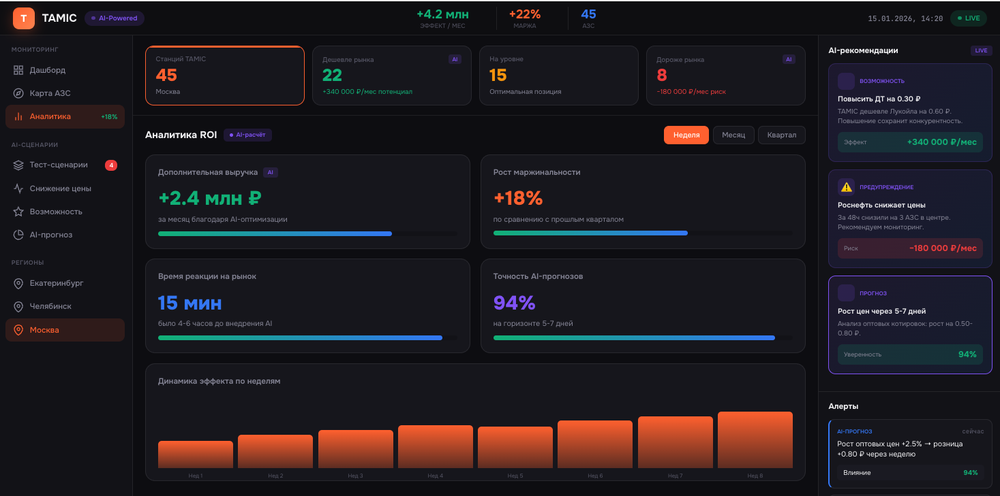 T TAMIC AI-Powered
+4.2 млн
ЭФФЕКТ / МЕС
+22%
МАРЖА
45
АЗС
15.01.2026, 14:20 LIVE
МОНИТОРИНГ
Дашборд
Карта АЗС
Аналитика +18%
AI-СЦЕНАРИИ
Тест-сценарии 4
Снижение цены
Возможность
AI-прогноз
РЕГИОНЫ
Екатеринбург
Челябинск
Москва
Станций TAMIC
45
Москва
Дешевле рынка AI
22
+340 000 ₽/мес потенциал
На уровне
15
Оптимальная позиция
Дороже рынка AI
8
−180 000 ₽/мес риск
Аналитика ROI AI-расчёт
Неделя Месяц Квартал
Дополнительная выручка AI
+2.4 млн ₽
за месяц благодаря AI-оптимизации
Рост маржинальности
+18%
по сравнению с прошлым кварталом
Время реакции на рынок
15 мин
было 4-6 часов до внедрения AI
Точность AI-прогнозов
94%
на горизонте 5-7 дней
Динамика эффекта по неделям
Нед 1 Нед 2 Нед 3 Нед 4 Нед 5 Нед 6 Нед 7 Нед 8
AI-рекомендации LIVE
ВОЗМОЖНОСТЬ
Повысить ДТ на 0.30 ₽
TAMIC дешевле Лукойла на 0.60 ₽.
Повышение сохранит конкурентность.
Эффект +340 000 ₽/мес
ПРЕДУПРЕЖДЕНИЕ
Роснефть снижает цены
За 48ч снизили на 3 АЗС в центре.
Рекомендуем мониторинг.
Риск −180 000 ₽/мес
ПРОГНОЗ
Рост цен через 5-7 дней
Анализ оптовых котировок: рост на 0.50-
0.80 ₽.
Уверенность 94%
Алерты
AI-ПРОГНОЗ сейчас
Рост оптовых цен +2.5% → розница
+0.80 ₽ через неделю
Влияние 94%